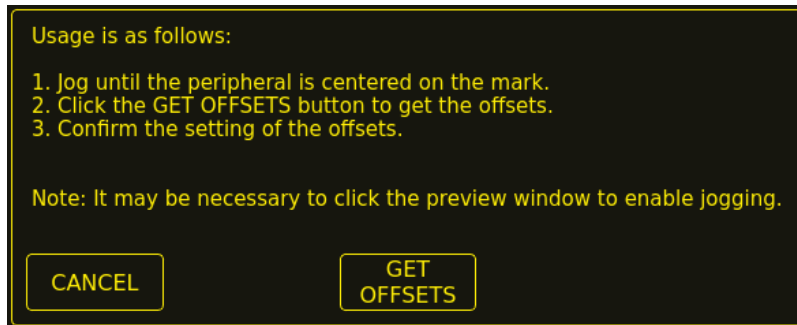 Usage is as follows:
1. Jog until the peripheral is centered on the mark.
2. Click the GET OFFSETS button to get the offsets.
3. Confirm the setting of the offsets.
Note: It may be necessary to click the preview window to enable jogging.
CANCEL
GET
OFFSETS